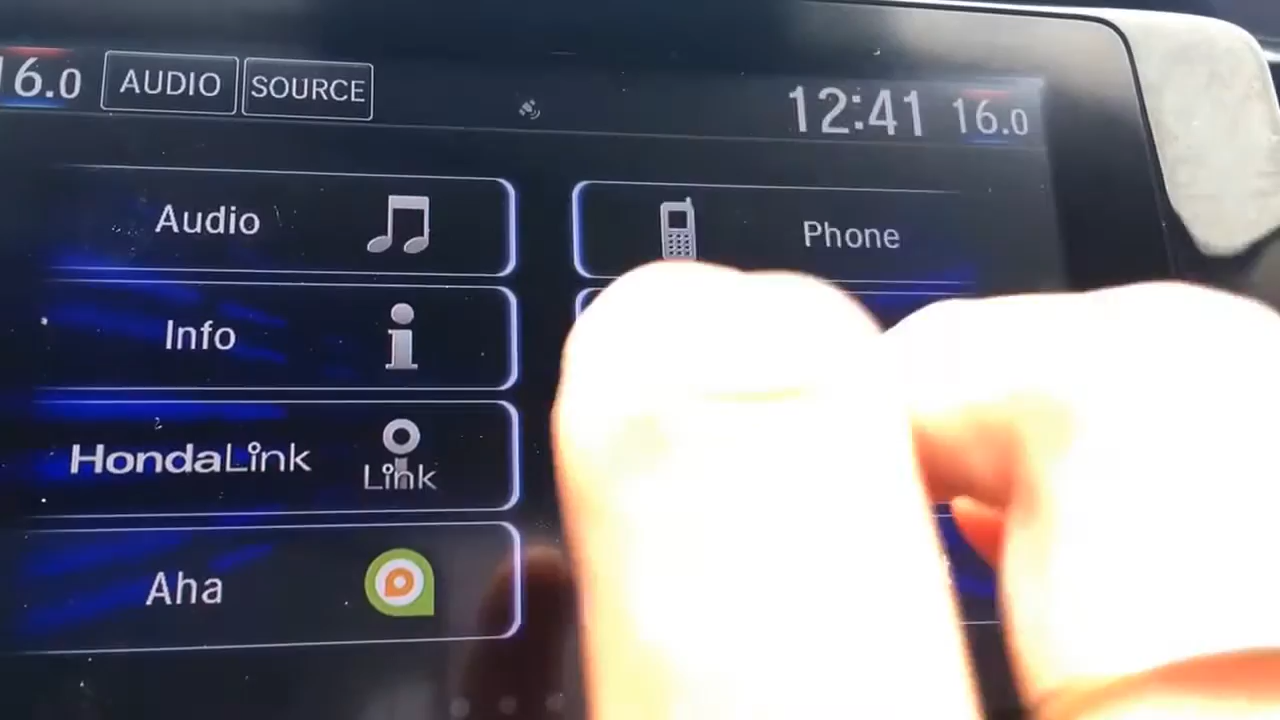 16.0 AUDIO SOURCE 12:41 16.0
Audio
Phone
Info
HondaLink
Link
Aha